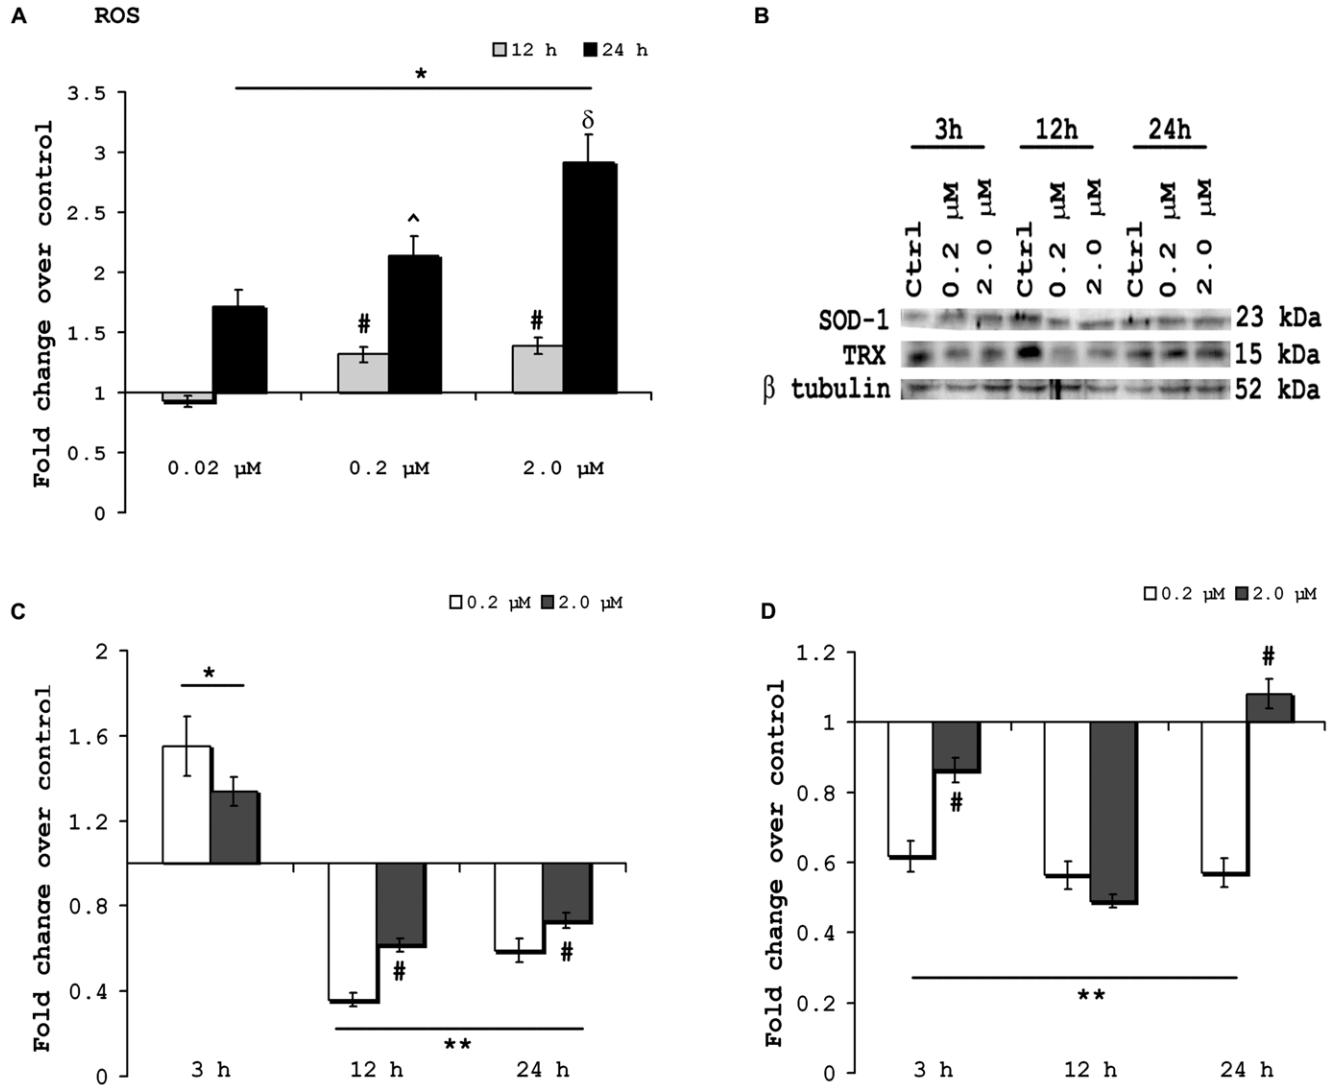 A ROS
12 h 24 h
*
3.5
3
2.5
2
1.5
1
0.5
0
Fold change over control
#
^
#
δ
0.02 µM 0.2 µM 2.0 µM
B
3h 12h 24h
Ctrl 0.2 µM 2.0 µM Ctrl 0.2 µM 2.0 µM Ctrl 0.2 µM 2.0 µM
SOD-1 23 kDa
TRX 15 kDa
β tubulin 52 kDa
C
0.2 µM 2.0 µM
2
1.6
1.2
0.8
0.4
0
Fold change over control
*
#
#
**
3 h 12 h 24 h
D
0.2 µM 2.0 µM
1.2
1
0.8
0.6
0.4
0.2
0
Fold change over control
#
#
**
3 h 12 h 24 h